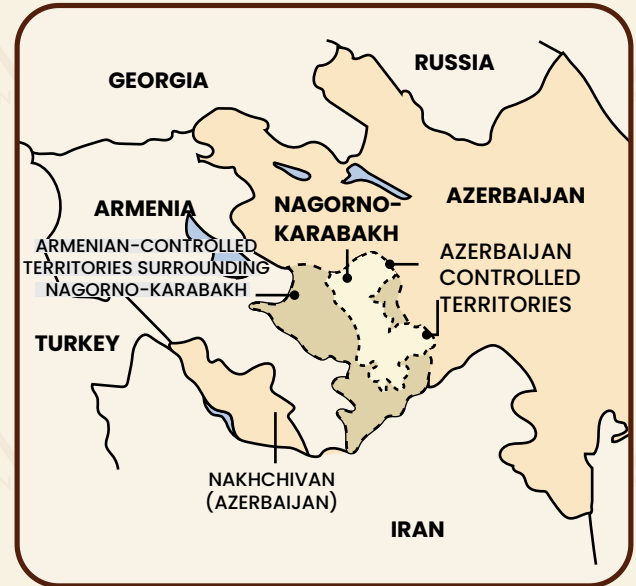 RUSSIA
GEORGIA
AZERBAIJAN
ARMENIA
NAGORNO-
KARABAKH
ARMENIAN-CONTROLLED
TERRITORIES SURROUNDING
NAGORNO-KARABAKH
AZERBAIJAN
CONTROLLED
TERRITORIES
TURKEY
NAKHCHIVAN
(AZERBAIJAN)
IRAN